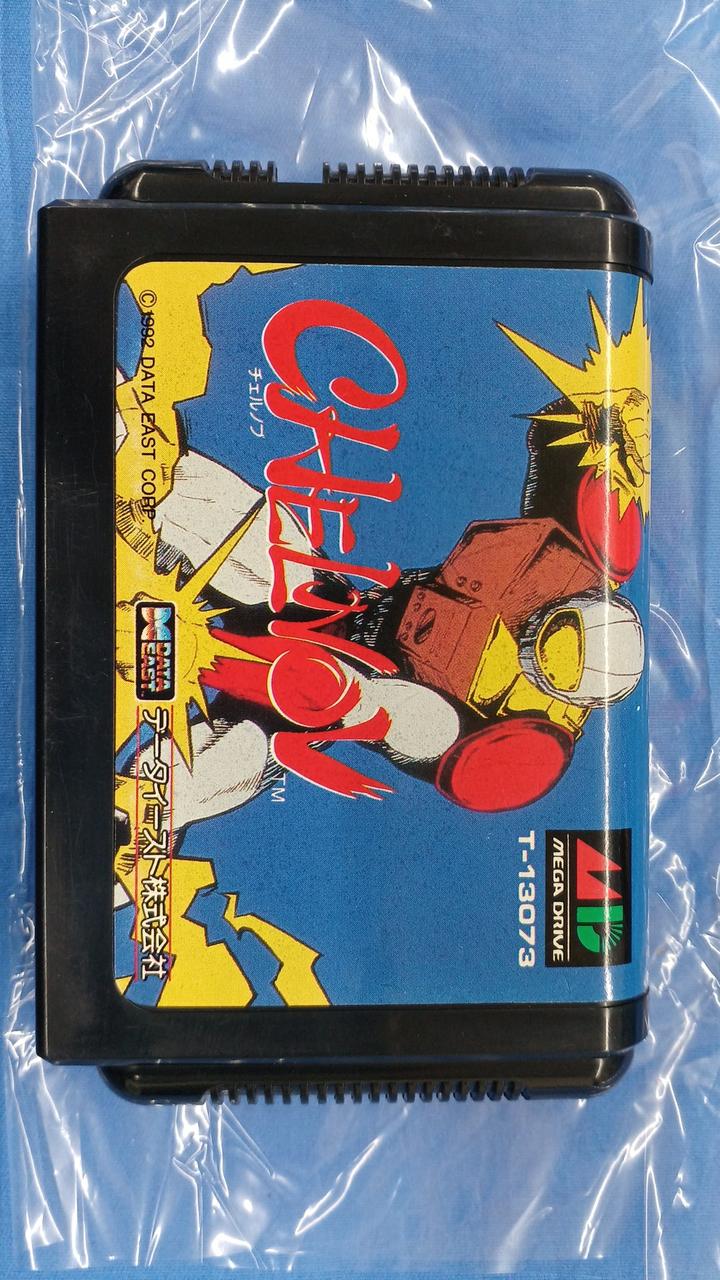 MEGA DRIVE
T-13073
CHELNOV
TM
チェルノブ
DATA
EAST
データイースト株式会社
©1992 DATA EAST CORP.